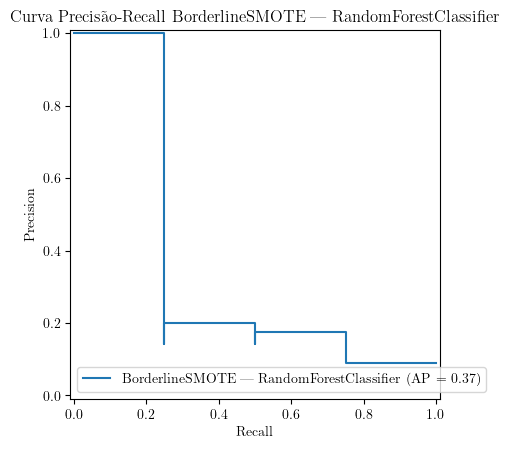 Curva Precisão-Recall BorderlineSMOTE — RandomForestClassifier
1.0
0.8
0.6
0.4
0.2
0.0
Precision
BorderlineSMOTE — RandomForestClassifier (AP = 0.37)
0.0 0.2 0.4 0.6 0.8 1.0
Recall